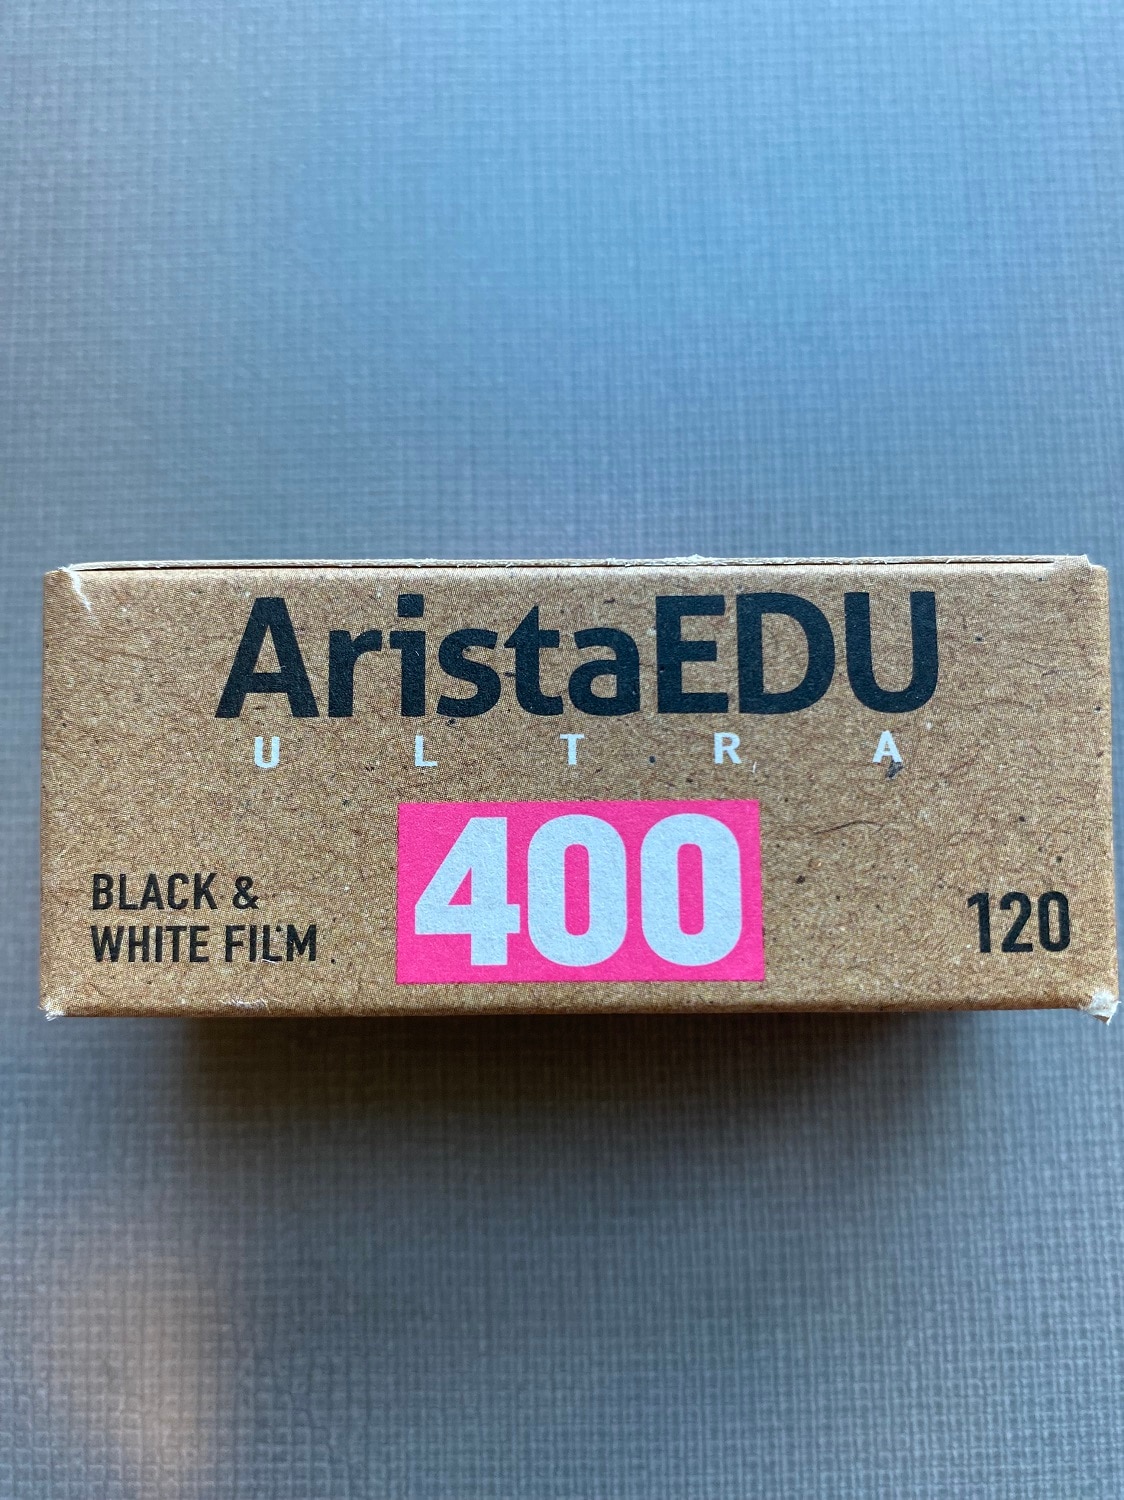 AristaEDU
ULTRA
400
BLACK &
WHITE FILM
120